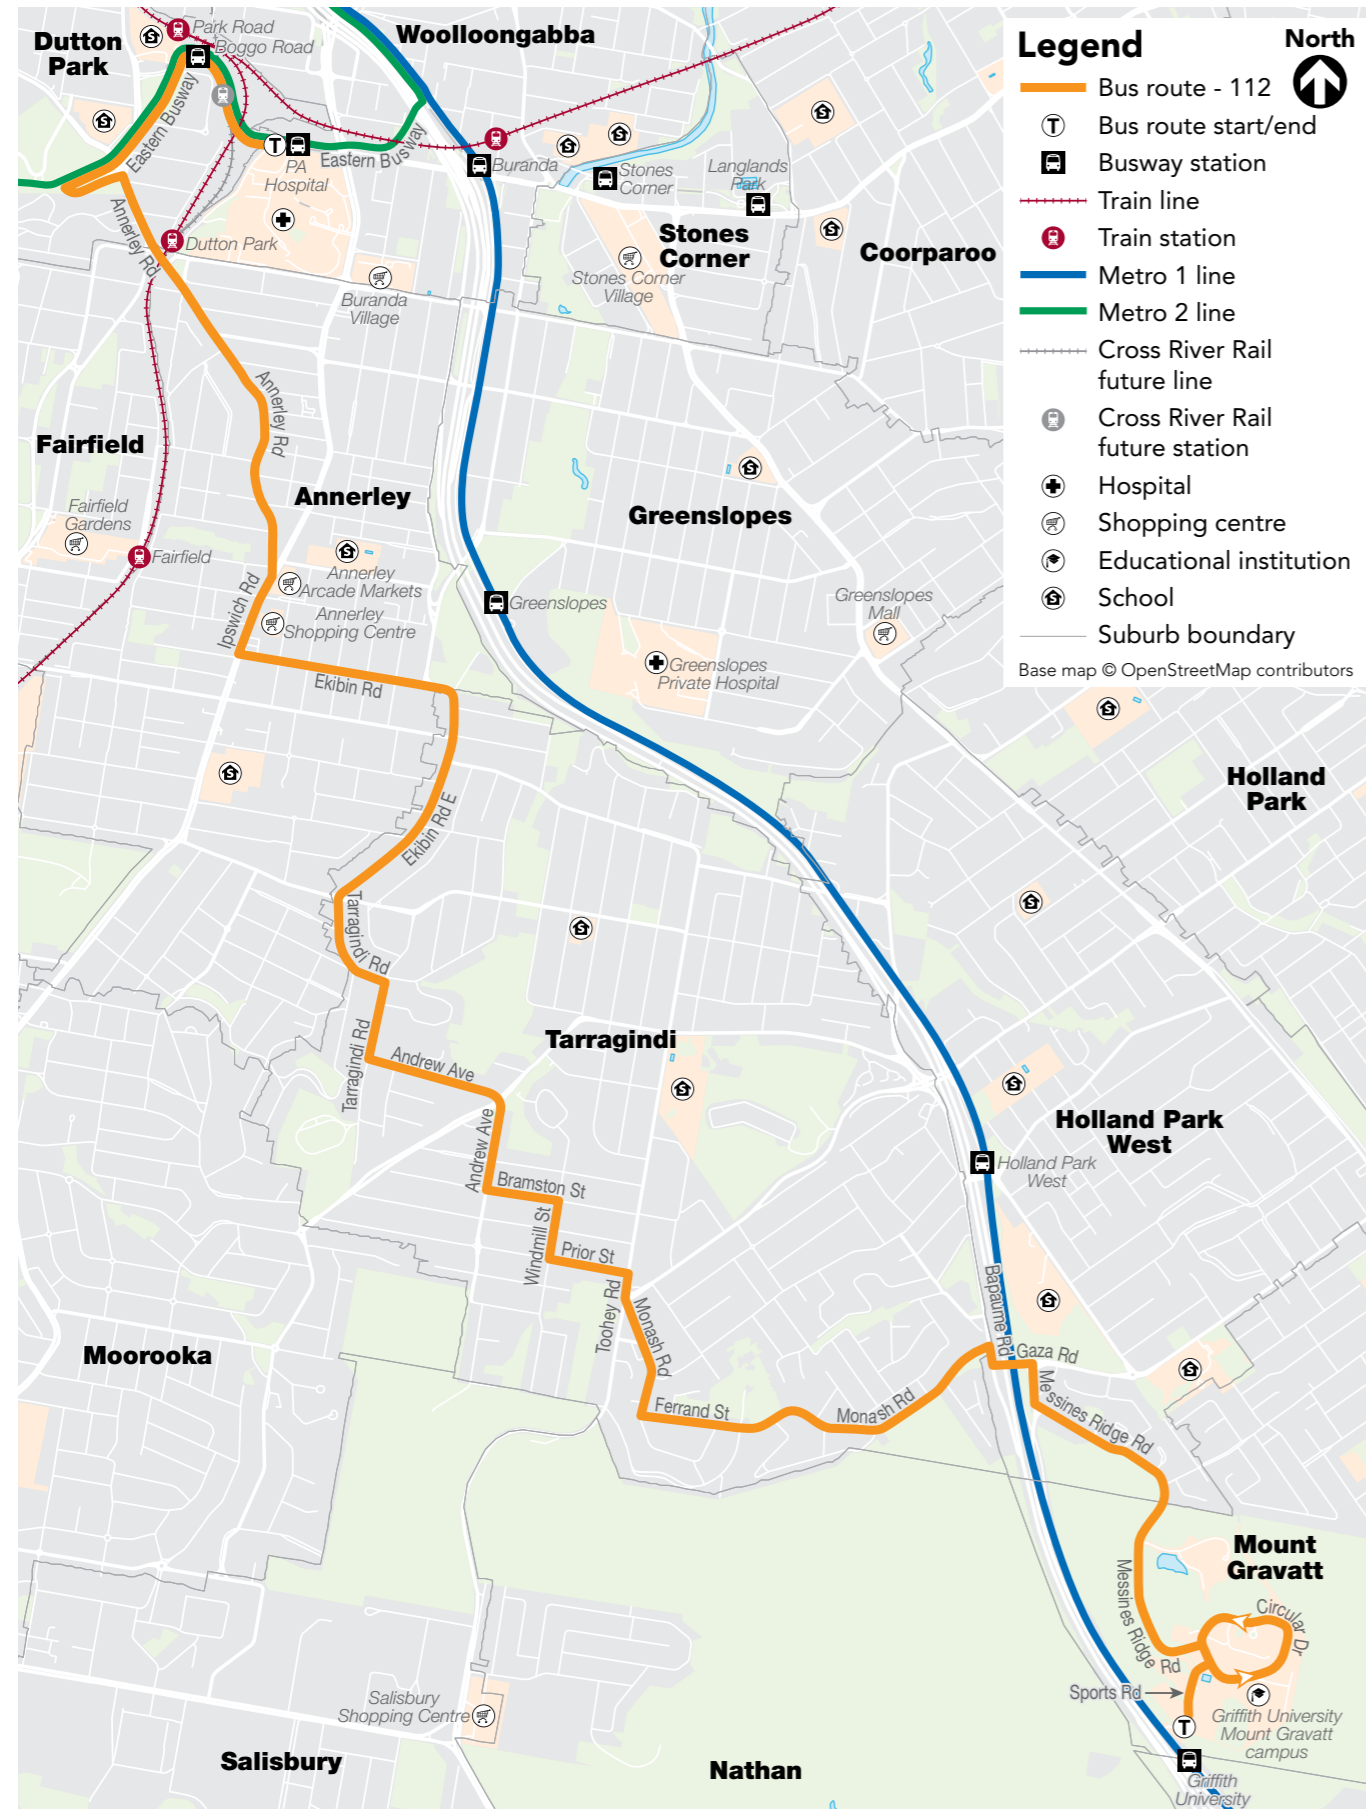 Legend
North
Bus route - 112
T
Bus route start/end
Busway station
Train line
Train station
Metro 1 line
Metro 2 line
Cross River Rail
future line
Cross River Rail
future station
Hospital
Shopping centre
Educational institution
S
School
Suburb boundary
Base map © OpenStreetMap contributors
Dutton
Park
Park Road
Boggo Road
Woolloongabba
Eastern Busway
T
PA
Hospital
Eastern Busway
Buranda
Stones
Corner
Langlands
Park
Stones
Corner
Coorparoo
Annerley Rd
Dutton Park
Buranda
Village
Stones Corner
Village
Annerley Rd
Fairfield
Annerley
Greenslopes
Fairfield
Gardens
Fairfield
Annerley
Arcade Markets
Annerley
Shopping Centre
Ipswich Rd
Greenslopes
Greenslopes
Mall
Greenslopes
Private Hospital
Ekibin Rd
Holland
Park
Ekibin Rd E
Tarragindi Rd
Tarragindi
Tarragindi Rd
Andrew Ave
Andrew Ave
Holland Park
West
Holland Park
West
Bramston St
Windmill St
Prior St
Toohey Rd
Monash Rd
Bapaume Rd
Gaza Rd
Moorooka
Ferrand St
Monash Rd
Messines Ridge Rd
Mount
Gravatt
Messines Ridge Rd
Circular Dr
Sports Rd
T
Griffith University
Mount Gravatt
campus
Salisbury
Shopping Centre
Salisbury
Nathan
Griffith
University